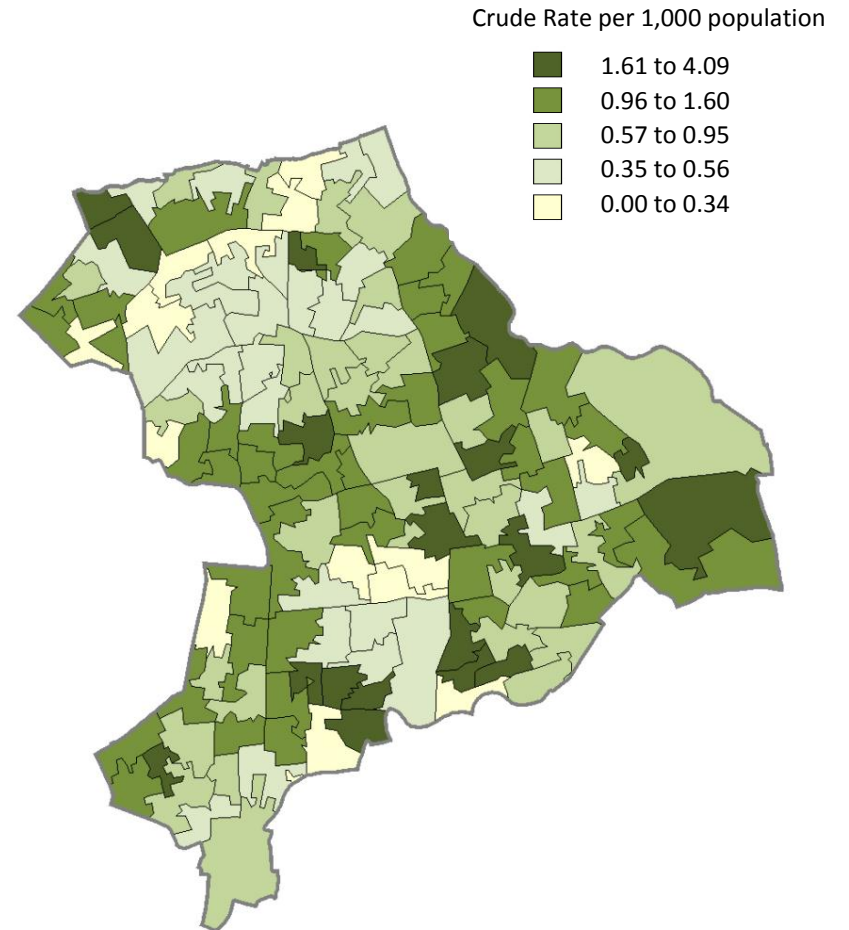 Crude Rate per 1,000 population
1.61 to 4.09
0.96 to 1.60
0.57 to 0.95
0.35 to 0.56
0.00 to 0.34